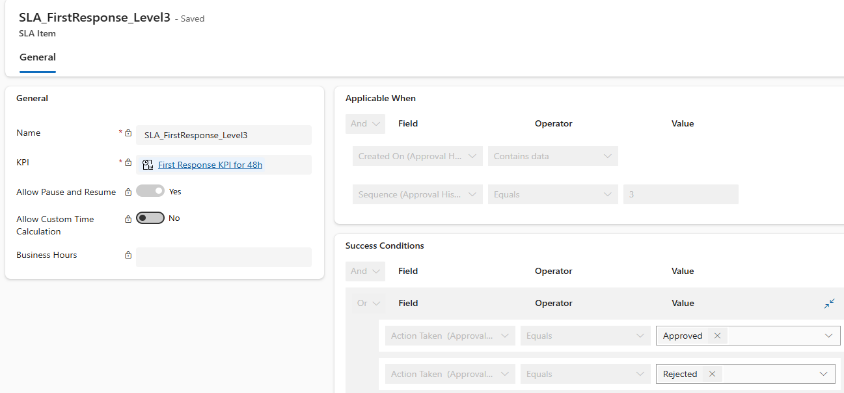 SLA_FirstResponse_Level3 - Saved
SLA Item
General
General
Name * SLA_FirstResponse_Level3
KPI * First Response KPI for 48h
Allow Pause and Resume Yes
Allow Custom Time Calculation No
Business Hours
Applicable When
And Field Operator Value
Created On (Approval H... Contains data
Sequence (Approval His... Equals 3
Success Conditions
And Field Operator Value
Or Field Operator Value
Action Taken (Approval... Equals Approved
Action Taken (Approval... Equals Rejected